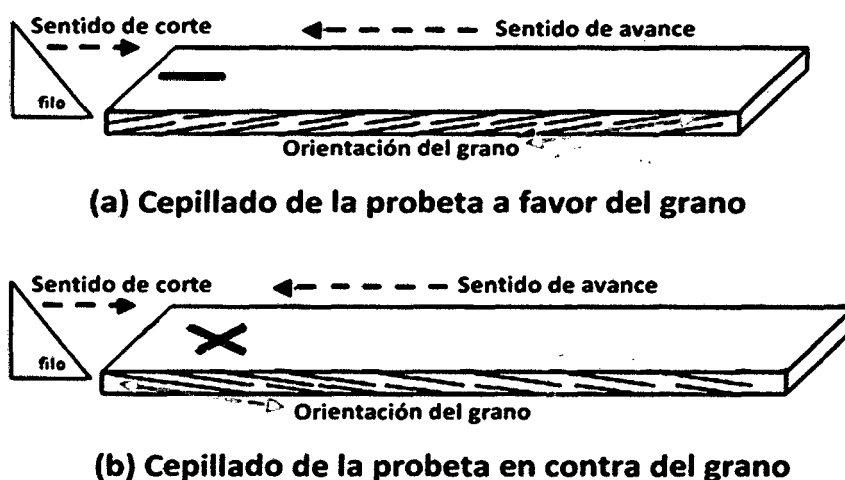 Sentido de corte
Sentido de avance
filo
Orientación del grano
(a) Cepillado de la probeta a favor del grano
Sentido de corte
Sentido de avance
filo
Orientación del grano
(b) Cepillado de la probeta en contra del grano